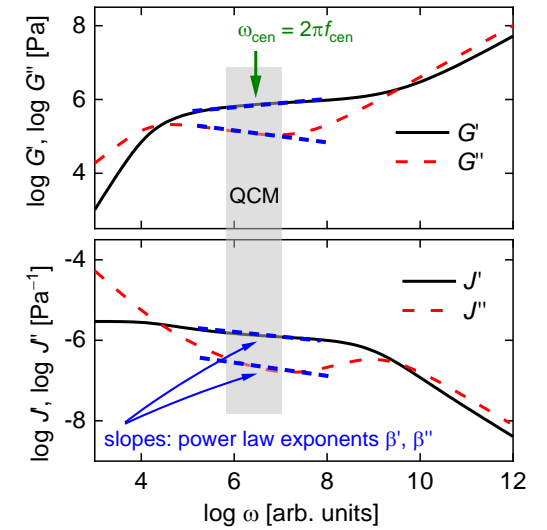 ω_cen = 2πf_cen
8
6
4
log G', log G'' [Pa]
G'
G''
QCM
-4
-6
-8
log J', log J'' [Pa⁻¹]
J'
J''
slopes: power law exponents β', β''
4 6 8 10 12
log ω [arb. units]